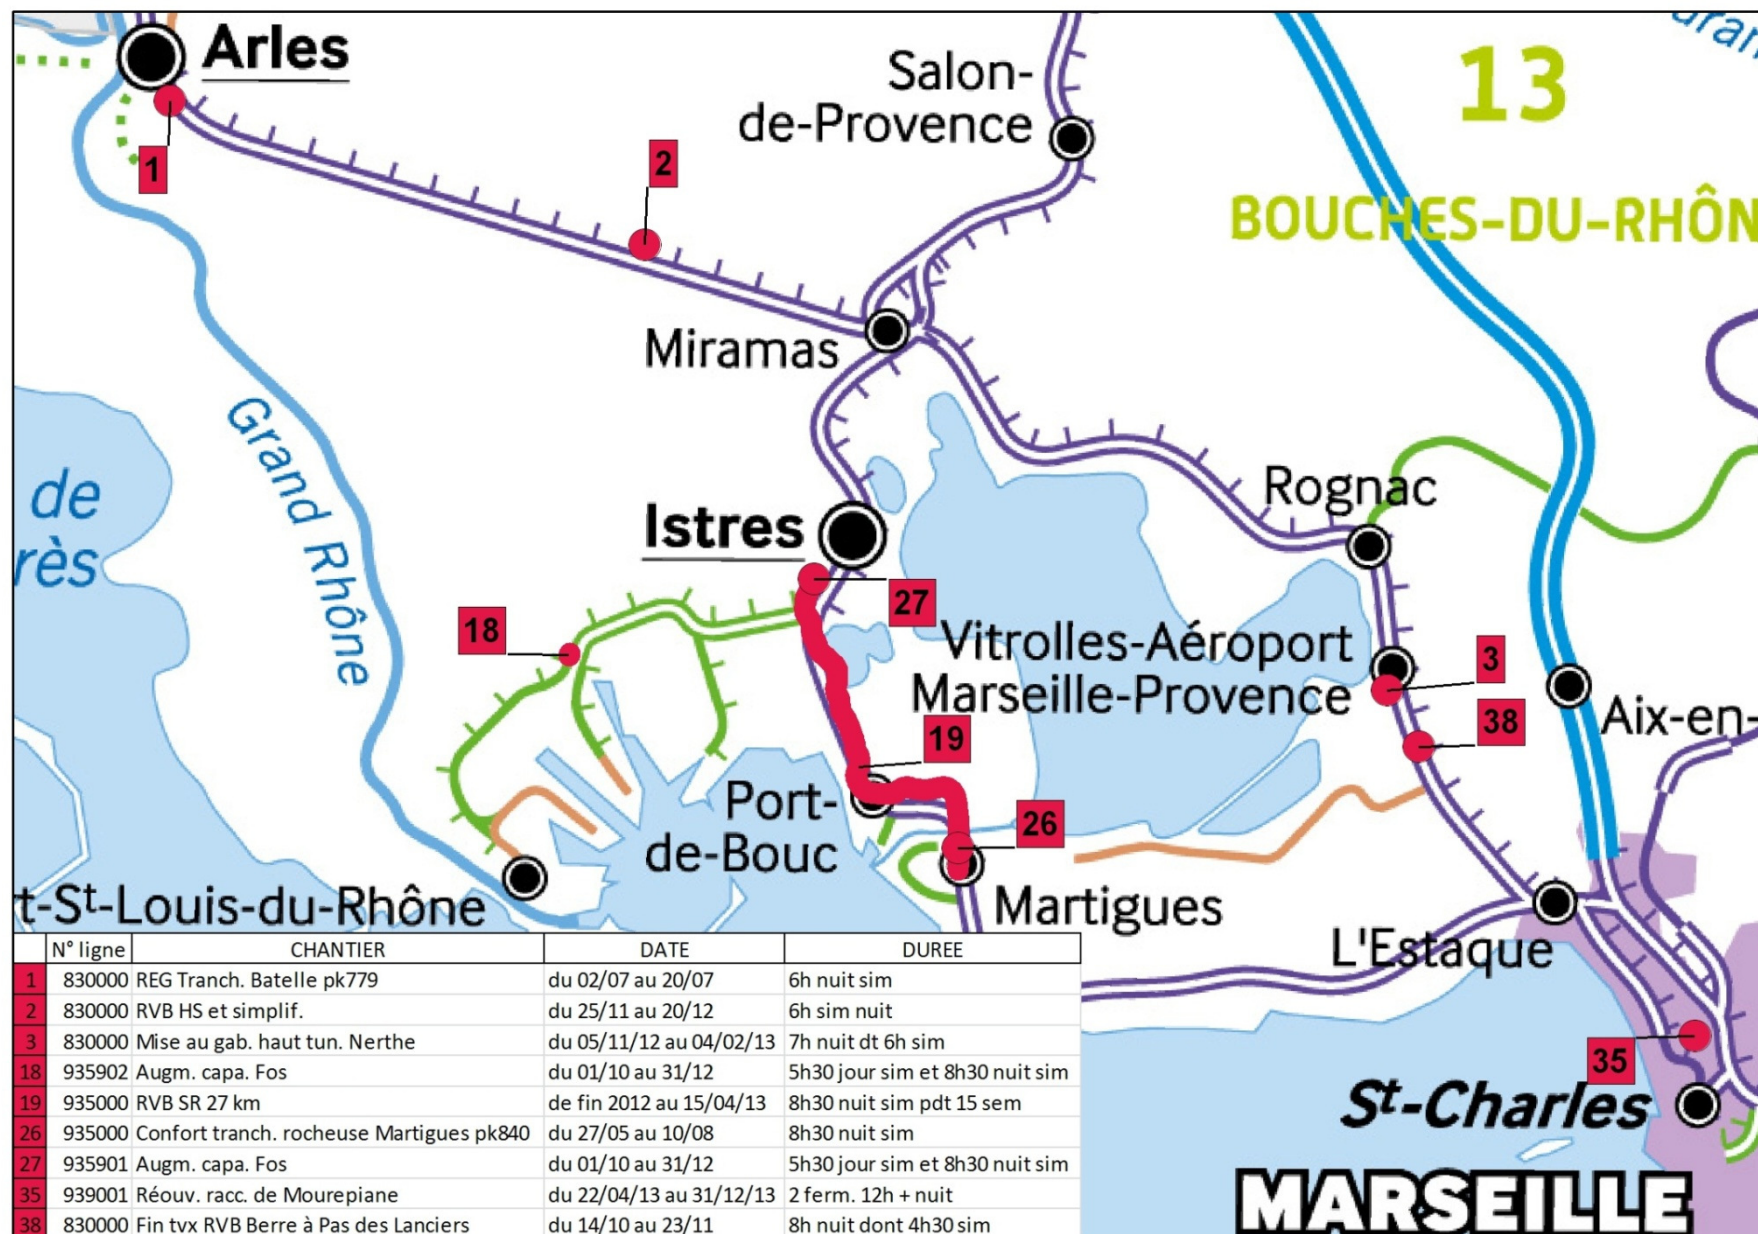 Arles
Salon-
de-Provence
13
BOUCHES-DU-RHÔN
1
2
Miramas
Grand Rhône
de
rès
Rognac
Istres
27
18
Vitrolles-Aéroport
Marseille-Provence
3
38
19
Aix-en-
Port-
de-Bouc
26
t-St-Louis-du-Rhône
Martigues
L'Estaque
35
St-Charles
MARSEILLE
N° ligne CHANTIER DATE DUREE
1 830000 REG Tranch. Batelle pk779 du 02/07 au 20/07 6h nuit sim
2 830000 RVB HS et simplif. du 25/11 au 20/12 6h sim nuit
3 830000 Mise au gab. haut tun. Nerthe du 05/11/12 au 04/02/13 7h nuit dt 6h sim
18 935902 Augm. capa. Fos du 01/10 au 31/12 5h30 jour sim et 8h30 nuit sim
19 935000 RVB SR 27 km de fin 2012 au 15/04/13 8h30 nuit sim pdt 15 sem
26 935000 Confort tranch. rocheuse Martigues pk840 du 27/05 au 10/08 8h30 nuit sim
27 935901 Augm. capa. Fos du 01/10 au 31/12 5h30 jour sim et 8h30 nuit sim
35 939001 Réouv. racc. de Mourepiane du 22/04/13 au 31/12/13 2 ferm. 12h + nuit
38 830000 Fin tvx RVB Berre à Pas des Lanciers du 14/10 au 23/11 8h nuit dont 4h30 sim